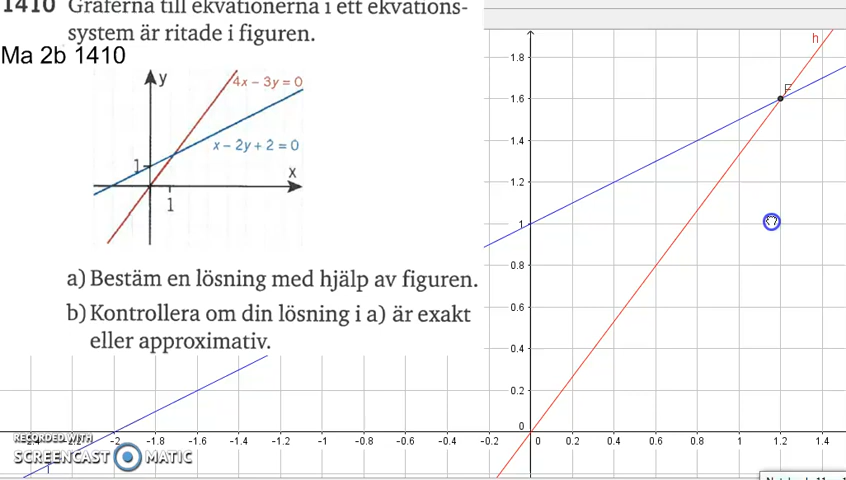 1410 Graferna till ekvationerna i ett ekvations-
system är ritade i figuren.
Ma 2b 1410
y
4x − 3y = 0
x − 2y + 2 = 0
1
x
1
a) Bestäm en lösning med hjälp av figuren.
b) Kontrollera om din lösning i a) är exakt
eller approximativ.
h
1.8
F
1.6
1.4
1.2
1
0.8
0.6
0.4
0.2
0
-2.4 -2.2 -2 -1.8 -1.6 -1.4 -1.2 -1 -0.8 -0.6 -0.4 -0.2 0 0.2 0.4 0.6 0.8 1 1.2 1.4
RECORDED WITH
SCREENCAST MATIC